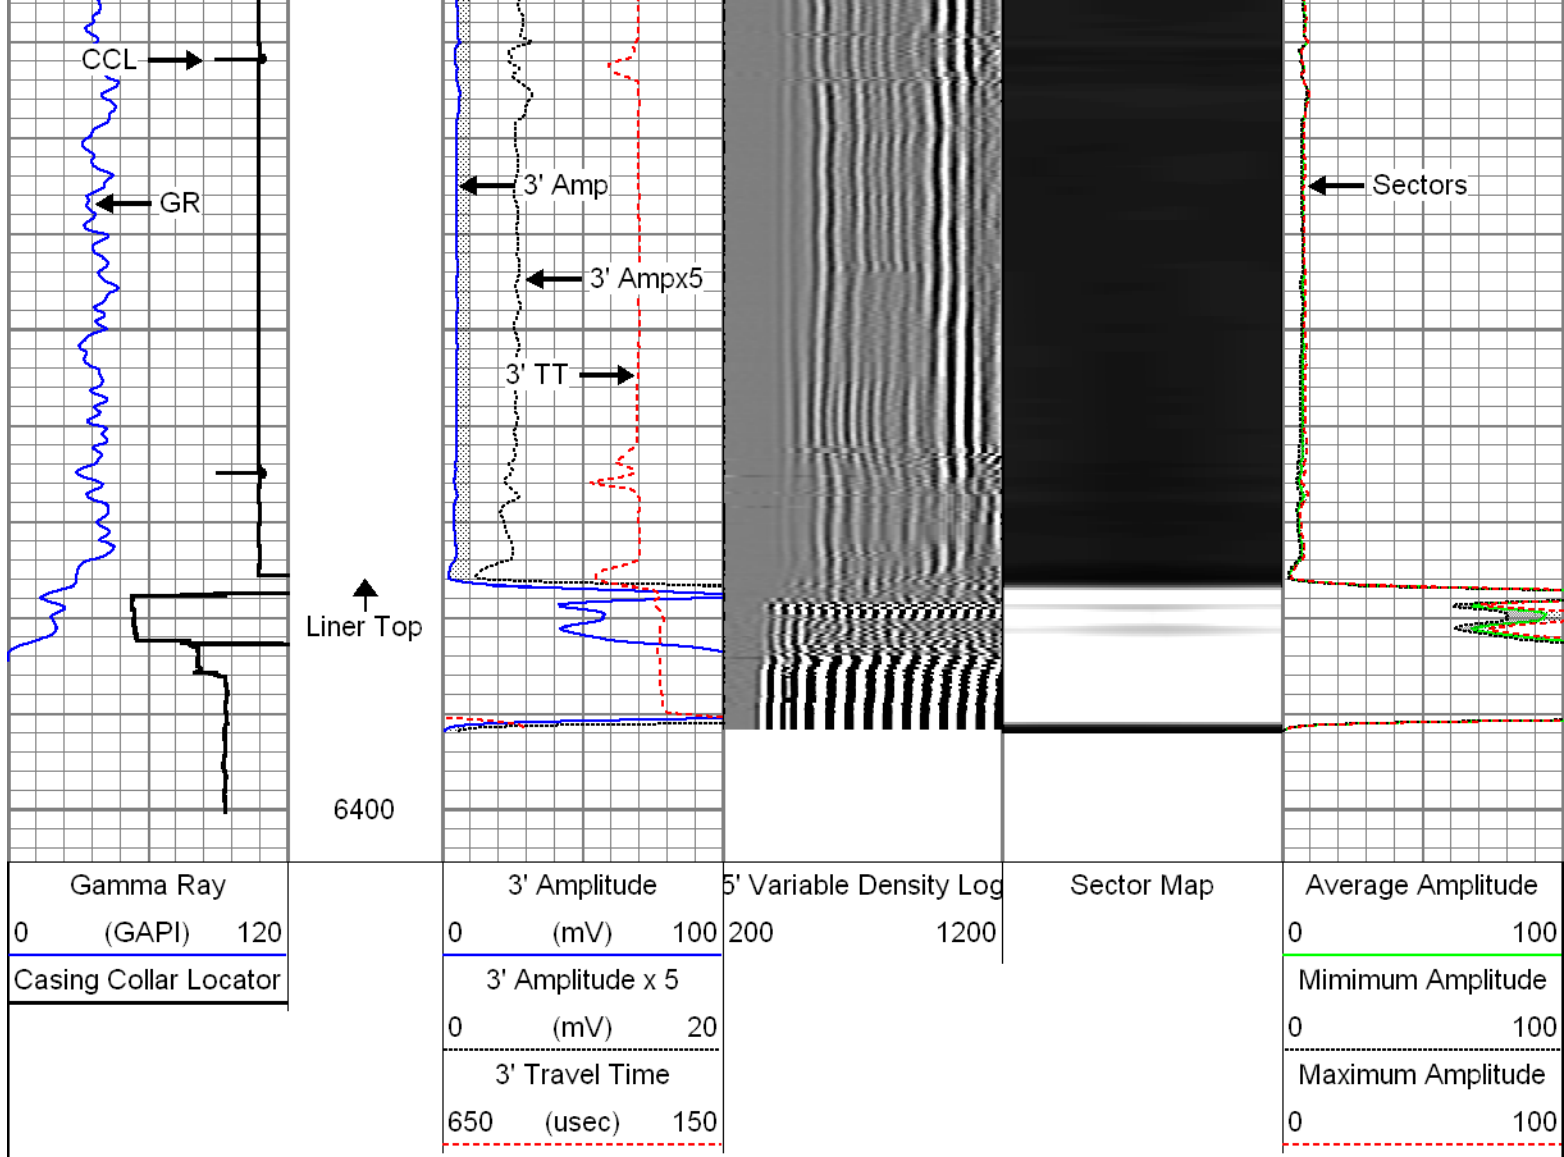 CCL
3' Amp
Sectors
GR
3' Ampx5
3' TT
Liner Top
6400
Gamma Ray
0 (GAPI) 120
Casing Collar Locator
3' Amplitude
0 (mV) 100
3' Amplitude x 5
0 (mV) 20
3' Travel Time
650 (usec) 150
5' Variable Density Log
200 1200
Sector Map
Average Amplitude
0 100
Mimimum Amplitude
0 100
Maximum Amplitude
0 100